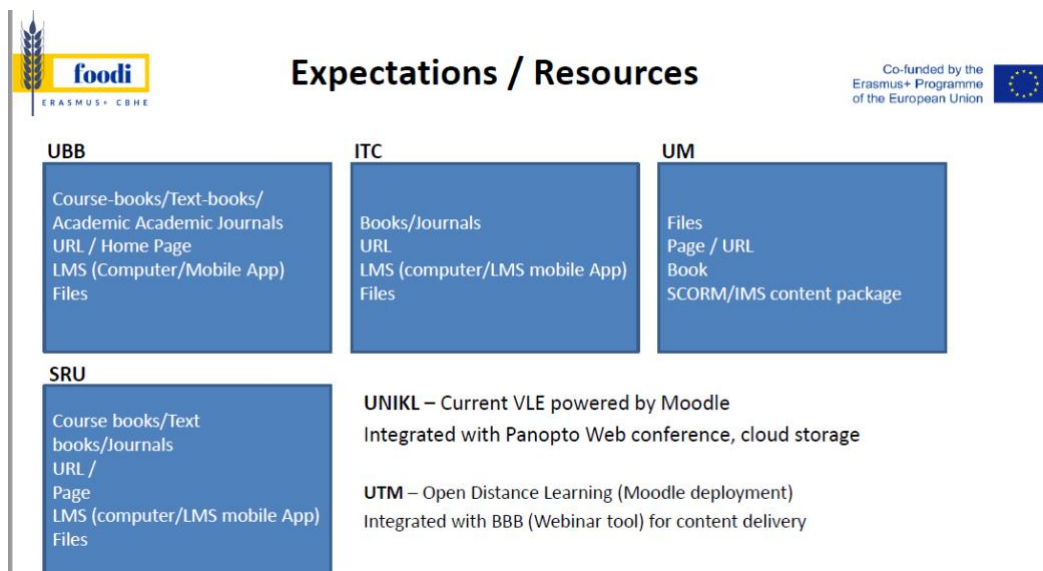 foodi
ERASMUS+ CBHE
Expectations / Resources
Co-funded by the
Erasmus+ Programme
of the European Union
UBB
Course-books/Text-books/
Academic Academic Journals
URL / Home Page
LMS (Computer/Mobile App)
Files
ITC
Books/Journals
URL
LMS (computer/LMS mobile App)
Files
UM
Files
Page / URL
Book
SCORM/IMS content package
SRU
Course books/Text
books/Journals
URL /
Page
LMS (computer/LMS mobile App)
Files
UNIKL – Current VLE powered by Moodle
Integrated with Panopto Web conference, cloud storage
UTM – Open Distance Learning (Moodle deployment)
Integrated with BBB (Webinar tool) for content delivery